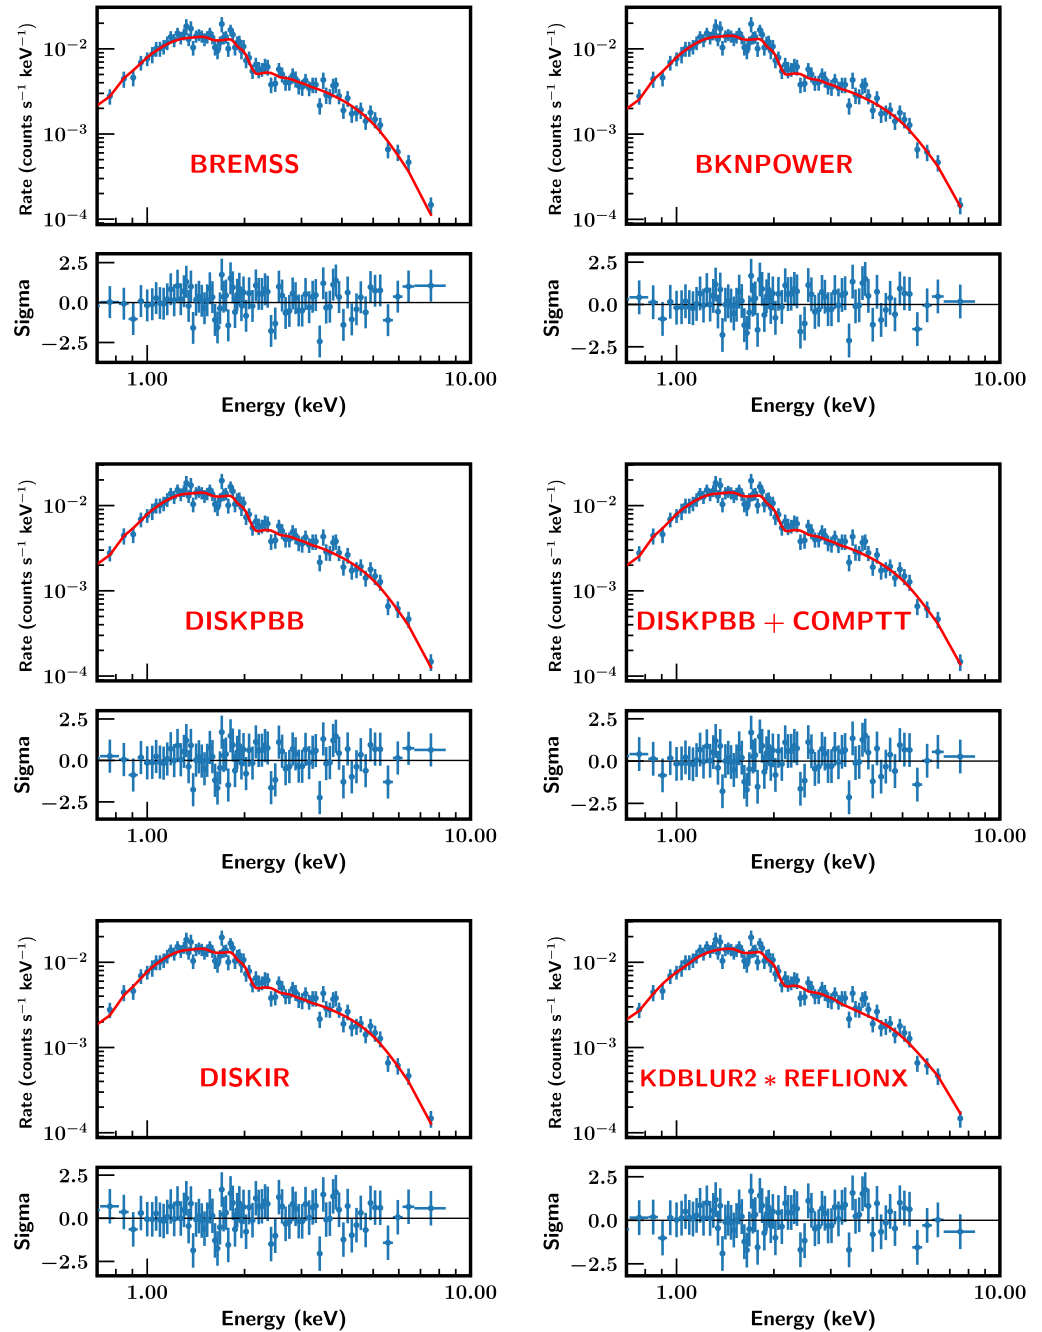 Rate (counts s⁻¹ keV⁻¹)
10⁻²
10⁻³
10⁻⁴
BREMSS
Sigma
2.5
0.0
−2.5
1.00
10.00
Energy (keV)
Rate (counts s⁻¹ keV⁻¹)
10⁻²
10⁻³
10⁻⁴
BKNPOWER
Sigma
2.5
0.0
−2.5
1.00
10.00
Energy (keV)
Rate (counts s⁻¹ keV⁻¹)
10⁻²
10⁻³
10⁻⁴
DISKPBB
Sigma
2.5
0.0
−2.5
1.00
10.00
Energy (keV)
Rate (counts s⁻¹ keV⁻¹)
10⁻²
10⁻³
10⁻⁴
DISKPBB + COMPTT
Sigma
2.5
0.0
−2.5
1.00
10.00
Energy (keV)
Rate (counts s⁻¹ keV⁻¹)
10⁻²
10⁻³
10⁻⁴
DISKIR
Sigma
2.5
0.0
−2.5
1.00
10.00
Energy (keV)
Rate (counts s⁻¹ keV⁻¹)
10⁻²
10⁻³
10⁻⁴
KDBLUR2 ∗ REFLIONX
Sigma
2.5
0.0
−2.5
1.00
10.00
Energy (keV)